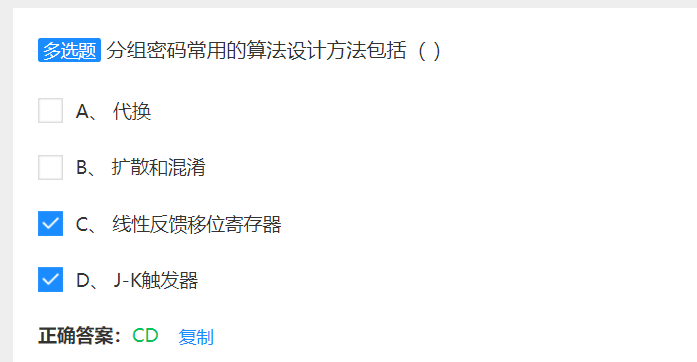 多选题 分组密码常用的算法设计方法包括（ ）
A、 代换
B、 扩散和混淆
C、 线性反馈移位寄存器
D、 J-K触发器
正确答案：CD 复制